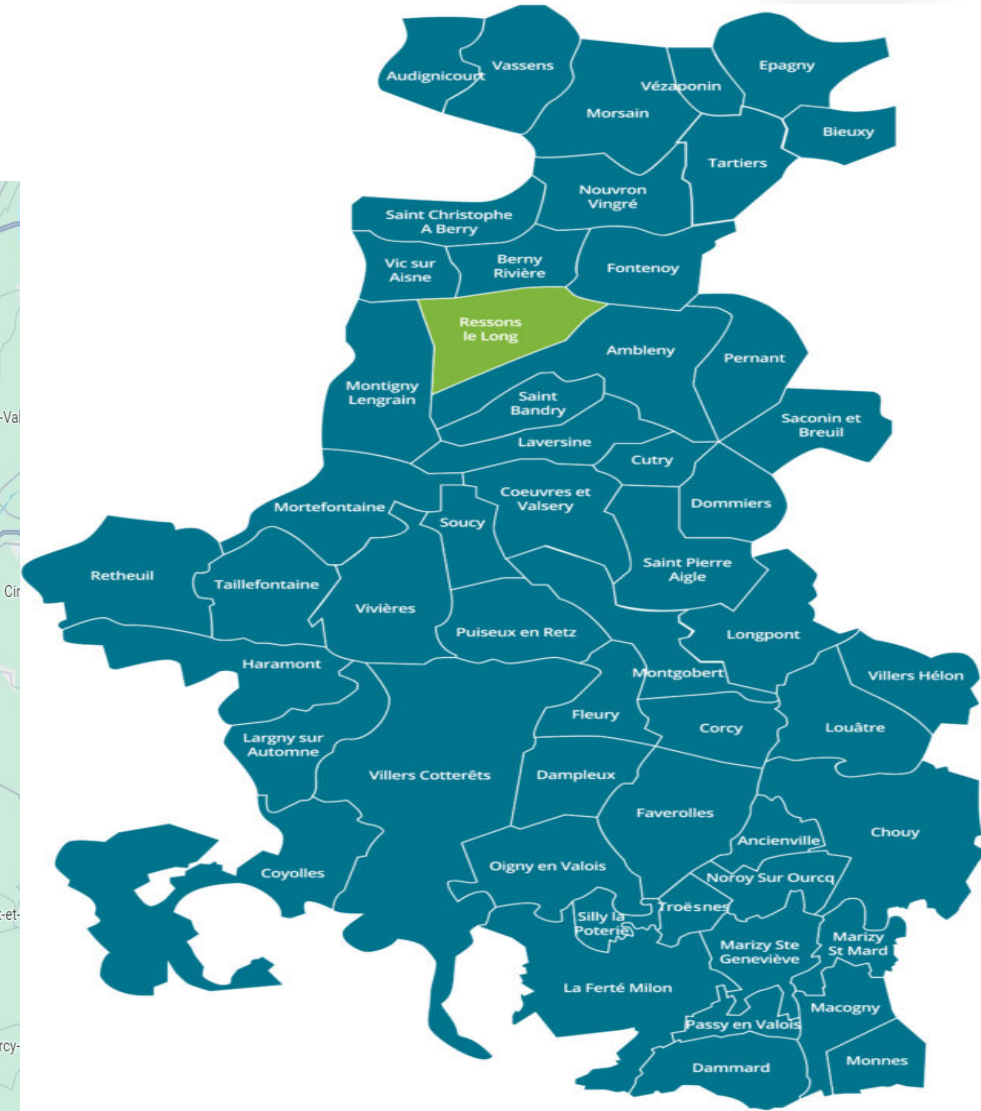 Audignicourt
Vassens
Vézaponin
Epagny
Morsain
Bieuxy
Tartiers
Nouvron
Vingré
Saint Christophe
A Berry
Vic sur
Aisne
Berny
Rivière
Fontenoy
Ressons
le Long
Ambleny
Pernant
Montigny
Lengrain
Saint
Bandry
Saconin et
Breuil
-Val
Laversine
Cutry
Coeuvres et
Valsery
Dommiers
Mortefontaine
Soucy
Saint Pierre
Aigle
Retheuil
Taillefontaine
Cir
Vivières
Puiseux en Retz
Longpont
Haramont
Montgobert
Villers Hélon
Fleury
Corcy
Louâtre
Largny sur
Automne
Villers Cotterêts
Dampleux
Faverolles
Ancienville
Chouy
Coyolles
Oigny en Valois
Noroy Sur Ourcq
t-et-
Silly la
Poterie
Troësnes
Marizy Ste
Geneviève
Marizy
St Mard
La Ferté Milon
Macogny
Passy en Valois
rcy-
Dammard
Monnes